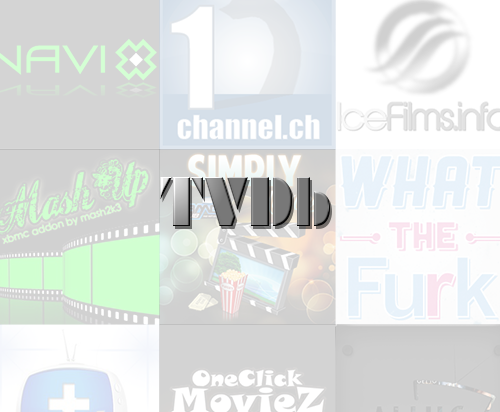 NAVI
1
channel.ch
IceFilms.info
Mash Up
xbmc addon by mash2k3
SIMPLY
TVDb
WHAT
THE
Furk
OneClick
MovieZ